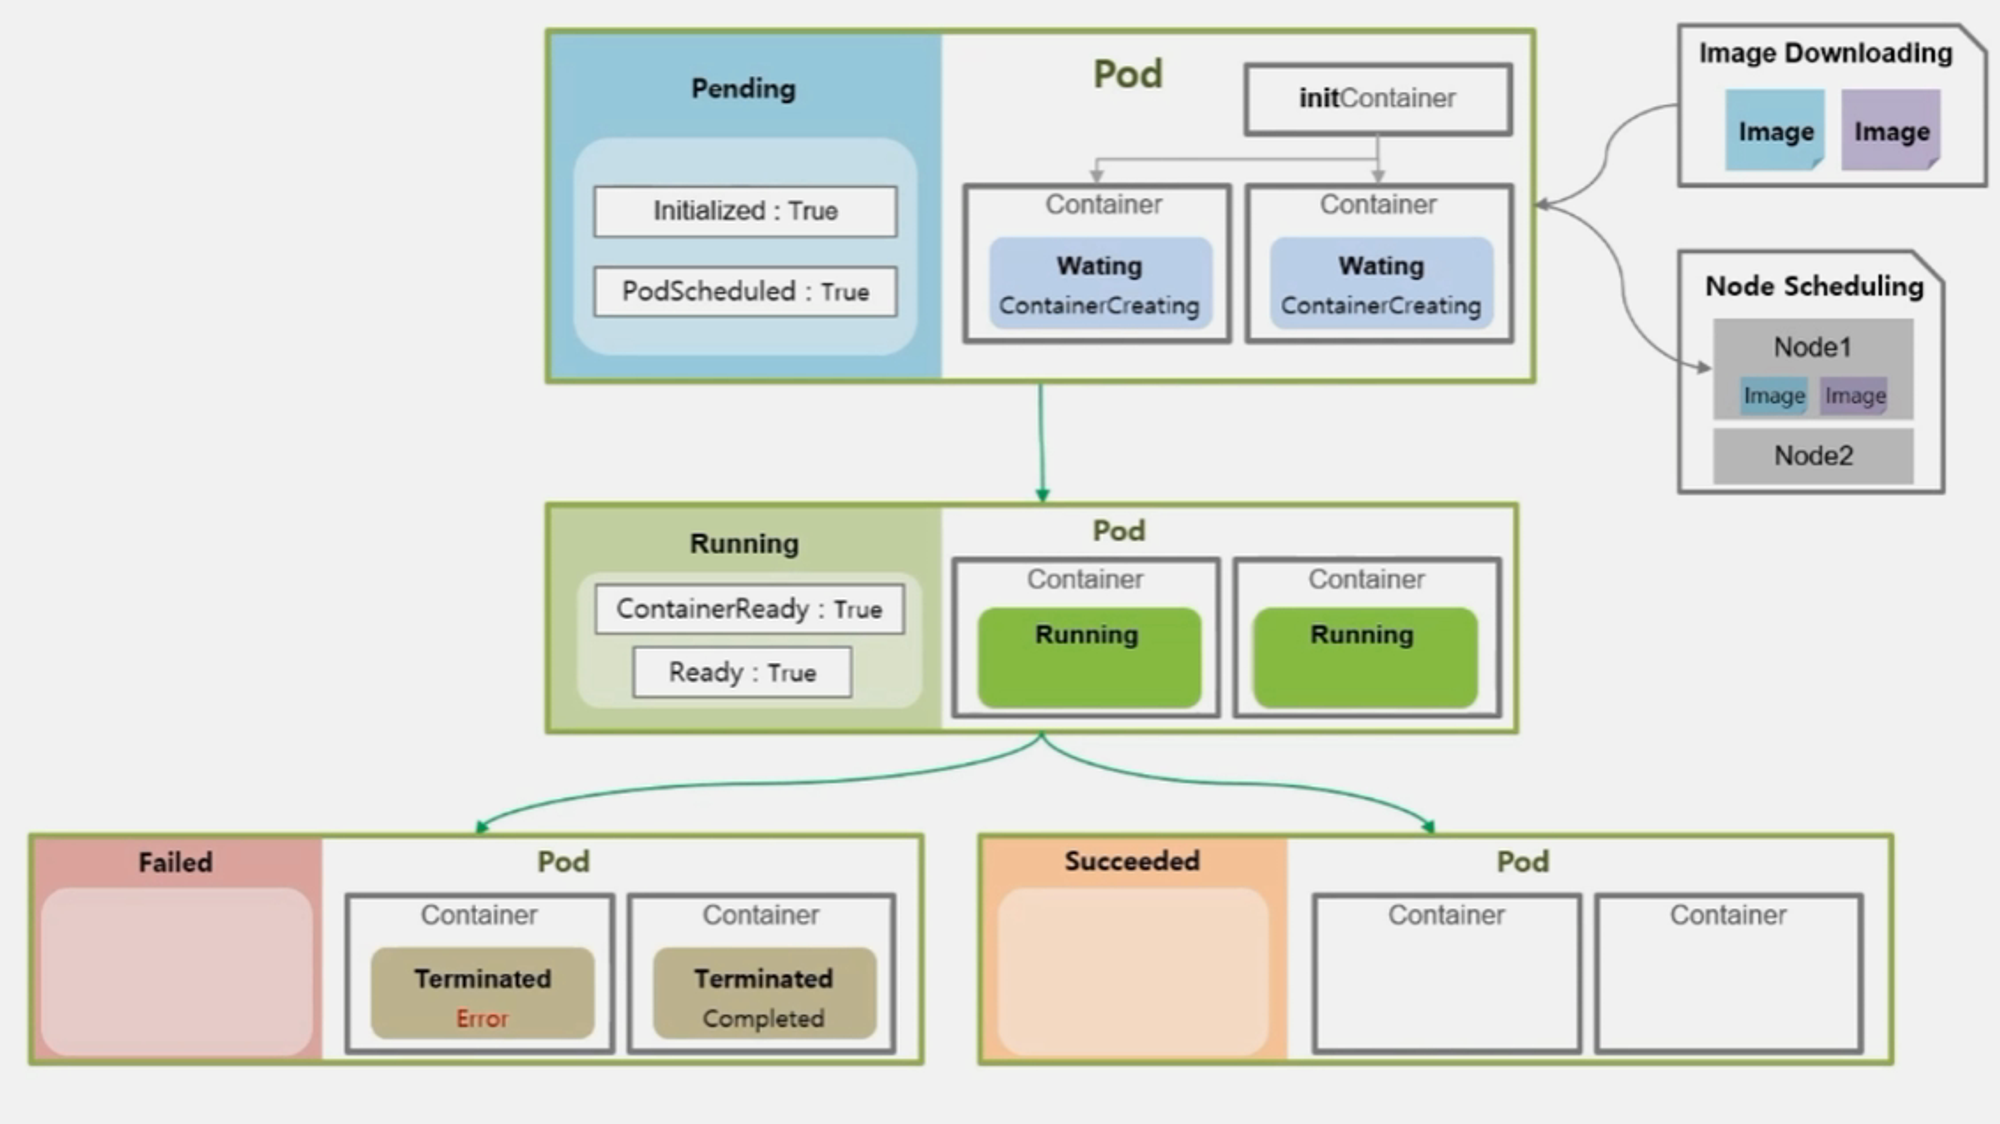 Pending
Initialized : True
PodScheduled : True
Pod
initContainer
Container
Wating
ContainerCreating
Container
Wating
ContainerCreating
Image Downloading
Image
Image
Node Scheduling
Node1
Image
Image
Node2
Running
ContainerReady : True
Ready : True
Pod
Container
Running
Container
Running
Failed
Pod
Container
Terminated
Error
Container
Terminated
Completed
Succeeded
Pod
Container
Container